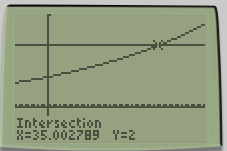 Intersection
X=35.002789 Y=2